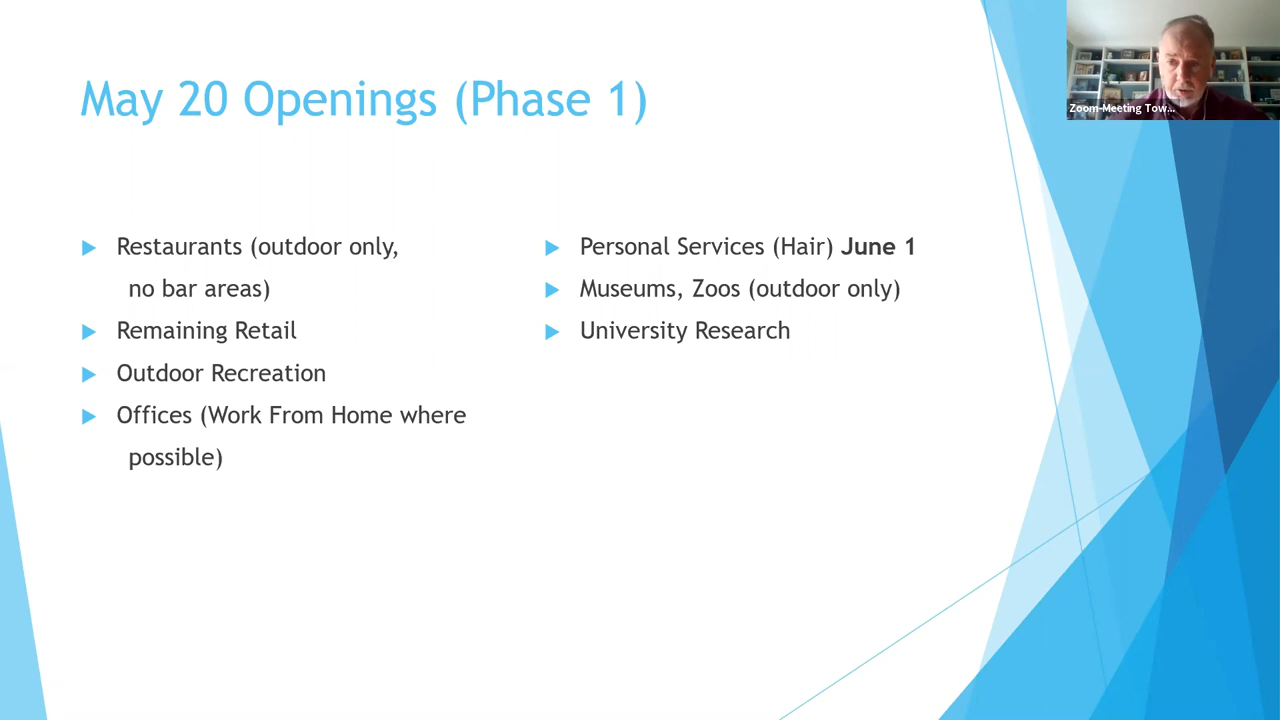 May 20 Openings (Phase 1)
Restaurants (outdoor only,
no bar areas)
Remaining Retail
Outdoor Recreation
Offices (Work From Home where
possible)
Personal Services (Hair) June 1
Museums, Zoos (outdoor only)
University Research
Zoom-Meeting Tow...